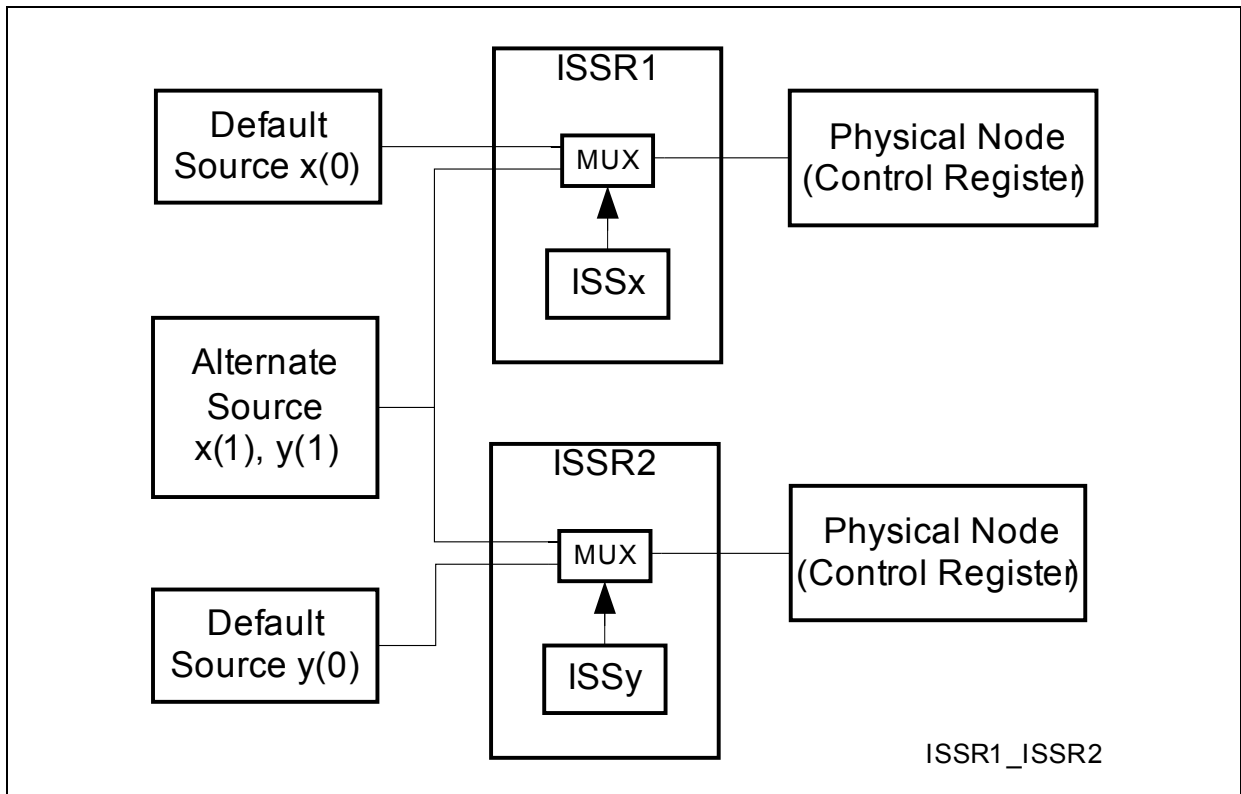 ISSR1
Default
Source x(0)
MUX
Physical Node
(Control Register)
ISSx
Alternate
Source
x(1), y(1)
ISSR2
MUX
Physical Node
(Control Register)
Default
Source y(0)
ISSy
ISSR1_ISSR2